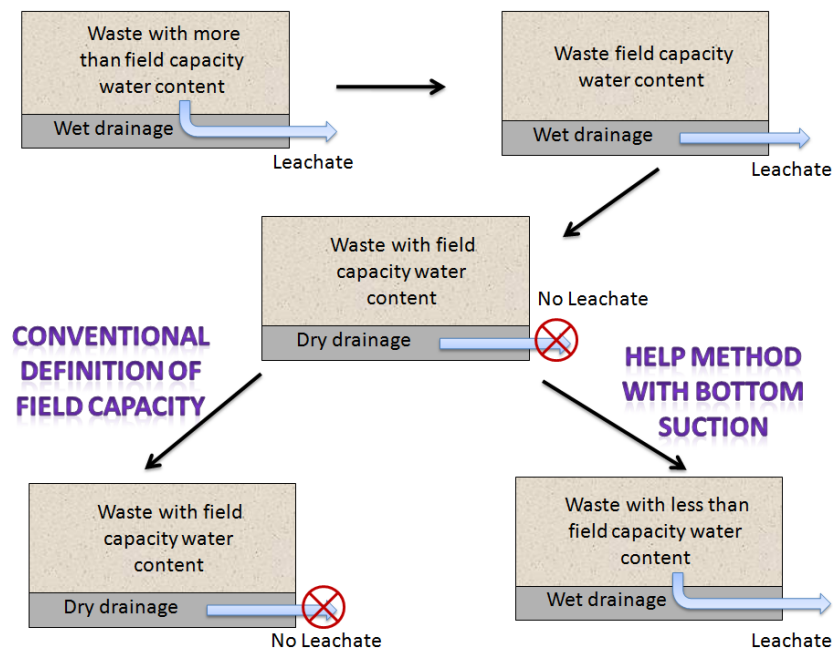 Waste with more
than field capacity
water content
Wet drainage
Leachate
Waste field capacity
water content
Wet drainage
Leachate
Waste with field
capacity water
content
No Leachate
Dry drainage
CONVENTIONAL
DEFINITION OF
FIELD CAPACITY
HELP METHOD
WITH BOTTOM
SUCTION
Waste with field
capacity water
content
Dry drainage
No Leachate
Waste with less than
field capacity water
content
Wet drainage
Leachate